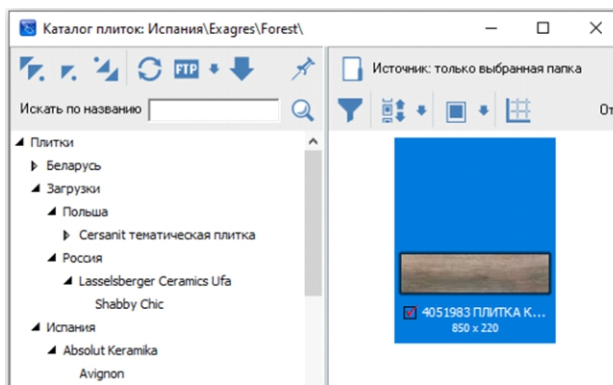 Каталог плиток: Испания\Exagres\Forest\
FTP
Искать по названию
Плитки
Беларусь
Загрузки
Польша
Cersanit тематическая плитка
Россия
Lasselsberger Ceramics Ufa
Shabby Chic
Испания
Absolut Keramika
Avignon
Источник: только выбранная папка
От
4051983 ПЛИТКА К...
850 x 220